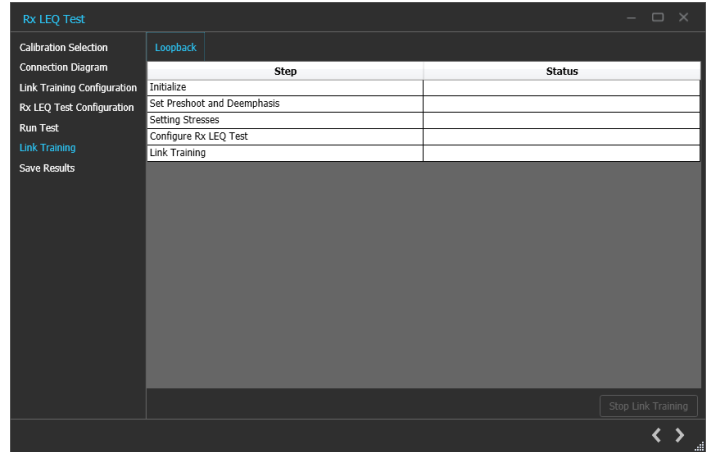 Rx LEQ Test
Calibration Selection
Connection Diagram
Link Training Configuration
Rx LEQ Test Configuration
Run Test
Link Training
Save Results
Loopback
Step Status
Initialize
Set Preshoot and Deemphasis
Setting Stresses
Configure Rx LEQ Test
Link Training
Stop Link Training